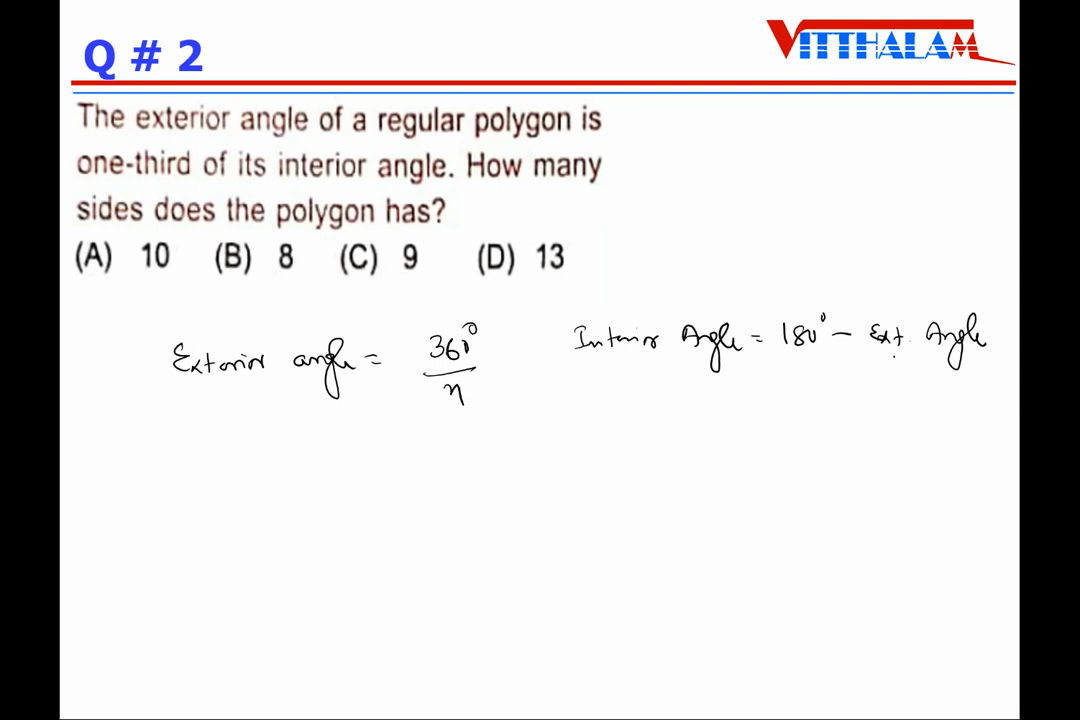 Q # 2
VITTHALAM
The exterior angle of a regular polygon is
one-third of its interior angle. How many
sides does the polygon has?
(A) 10 (B) 8 (C) 9 (D) 13
Exterior angle = 360° / n
Interior Angle = 180° - Ext. Angle